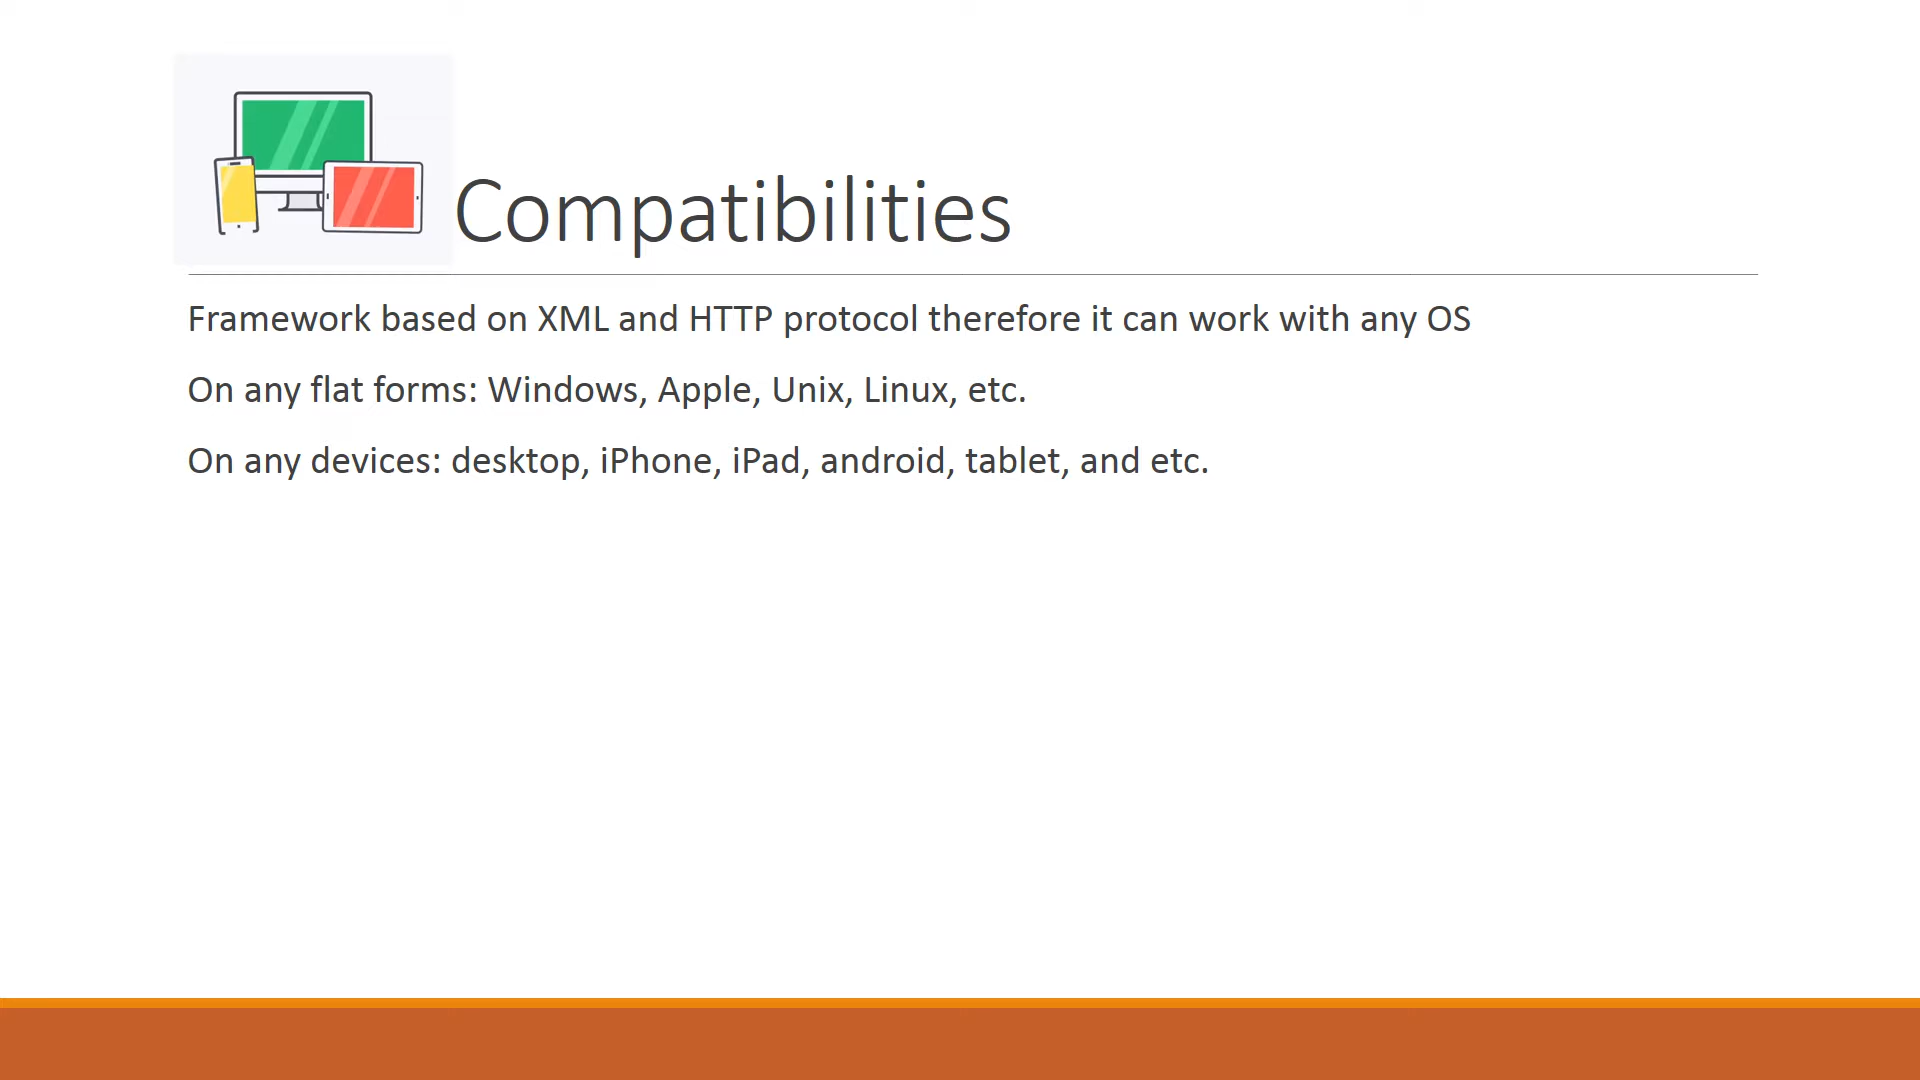 Compatibilities
Framework based on XML and HTTP protocol therefore it can work with any OS
On any flat forms: Windows, Apple, Unix, Linux, etc.
On any devices: desktop, iPhone, iPad, android, tablet, and etc.